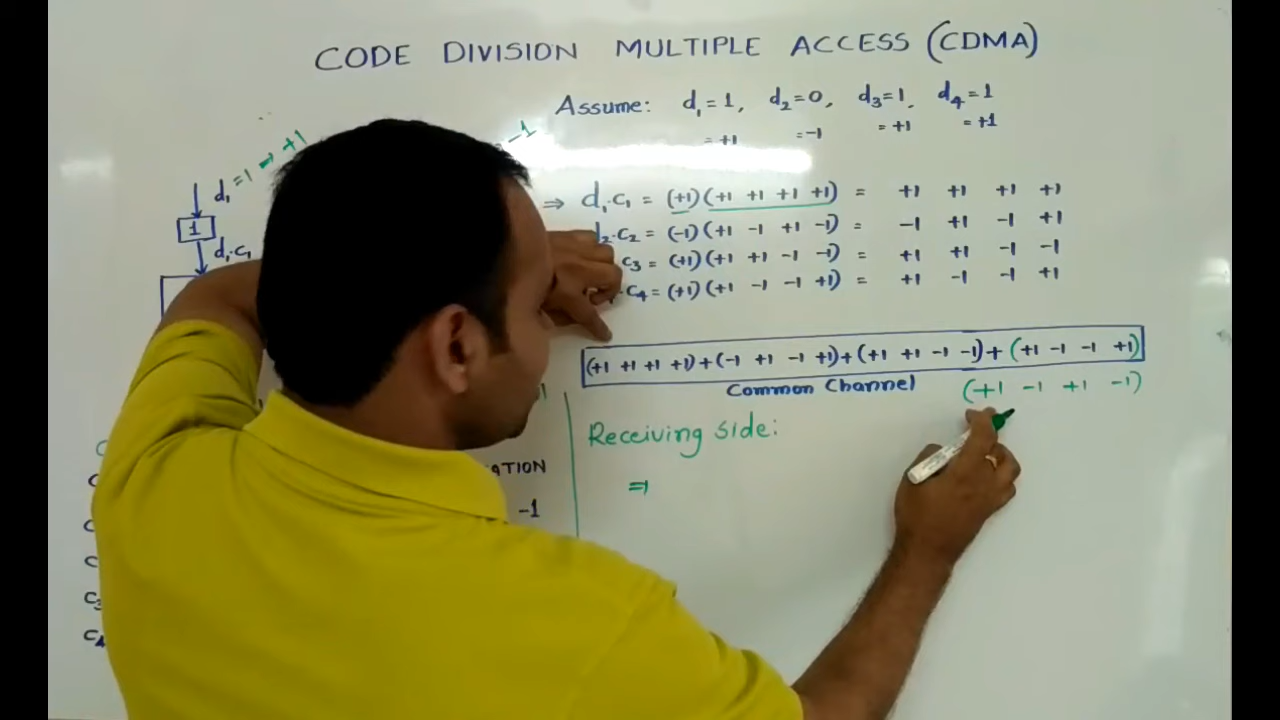 CODE DIVISION MULTIPLE ACCESS (CDMA)
Assume: d₁ = 1, d₂ = 0, d₃ = 1, d₄ = 1
= +1 = -1 = +1 = +1
-1
d₁ = 1 ⇒ +1
1
d₁·c₁
⇒ d₁·c₁ = (+1) (+1 +1 +1 +1) = +1 +1 +1 +1
d₂·c₂ = (-1) (+1 -1 +1 -1) = -1 +1 -1 +1
c₃ = (+1) (+1 +1 -1 -1) = +1 +1 -1 -1
·c₄ = (+1) (+1 -1 -1 +1) = +1 -1 -1 +1
(+1 +1 +1 +1) + (-1 +1 -1 +1) + (+1 +1 -1 -1) + (+1 -1 -1 +1)
Common Channel
(+1 -1 +1 -1)
Receiving side:
⇒
ATION
-1
c₃
c₄